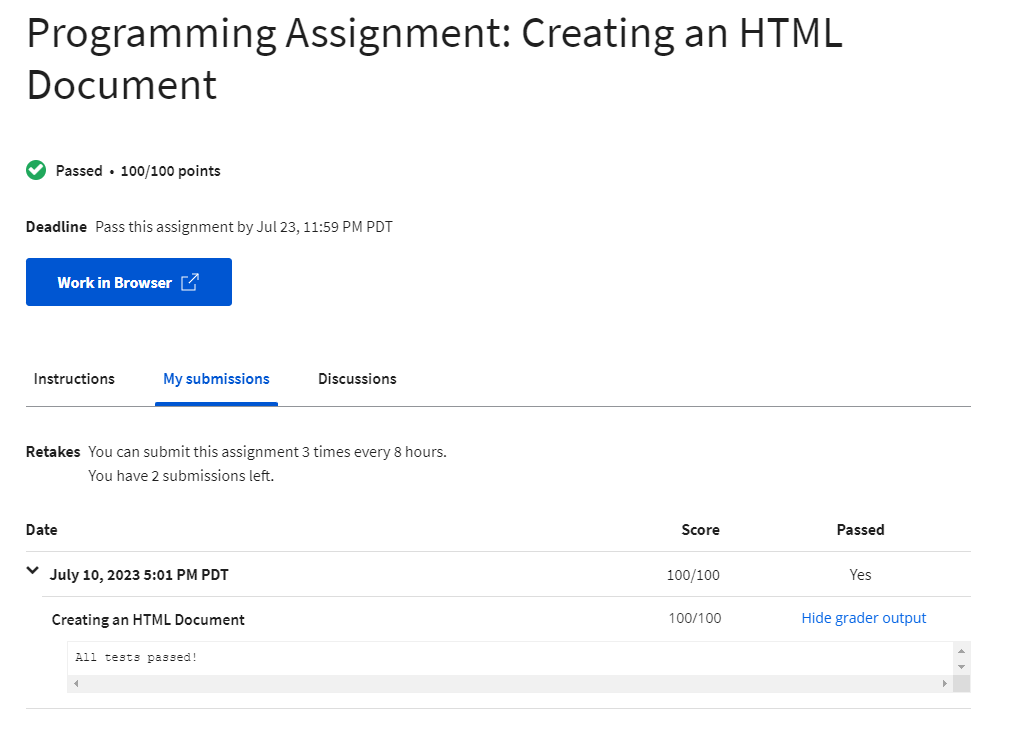 Programming Assignment: Creating an HTML
Document
Passed • 100/100 points
Deadline Pass this assignment by Jul 23, 11:59 PM PDT
Work in Browser
Instructions My submissions Discussions
Retakes You can submit this assignment 3 times every 8 hours.
You have 2 submissions left.
Date Score Passed
July 10, 2023 5:01 PM PDT 100/100 Yes
Creating an HTML Document 100/100 Hide grader output
All tests passed!